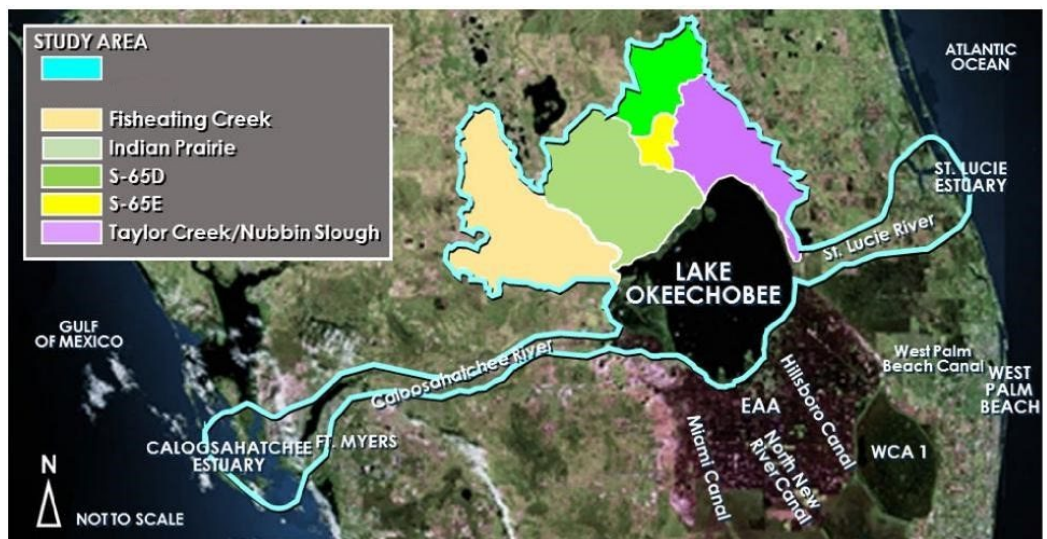 STUDY AREA
Fisheating Creek
Indian Prairie
S-65D
S-65E
Taylor Creek/Nubbin Slough
ATLANTIC
OCEAN
ST. LUCIE
ESTUARY
St. Lucie River
LAKE
OKEECHOBEE
GULF
OF MEXICO
Caloosahatchee River
West Palm
Beach Canal
WEST
PALM
BEACH
Hillsboro Canal
EAA
CALOOSAHATCHEE
ESTUARY
FT. MYERS
Miami Canal
North New
River Canal
WCA 1
N
NOT TO SCALE